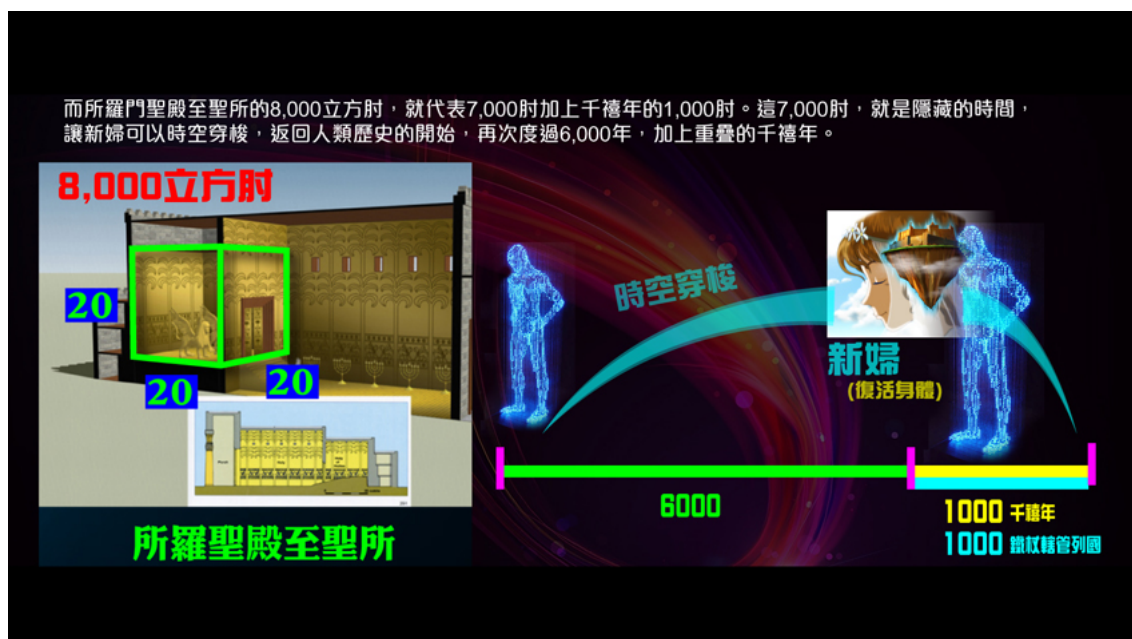 而所羅門聖殿至聖所的8,000立方肘，就代表7,000肘加上千禧年的1,000肘。這7,000肘，就是隱藏的時間，
讓新婦可以時空穿梭，返回人類歷史的開始，再次度過6,000年，加上重疊的千禧年。
8,000立方肘
20
20
20
所羅聖殿至聖所
時空穿梭
新婦
(復活身體)
6000
1000 千禧年
1000 鐵杖轄管列國